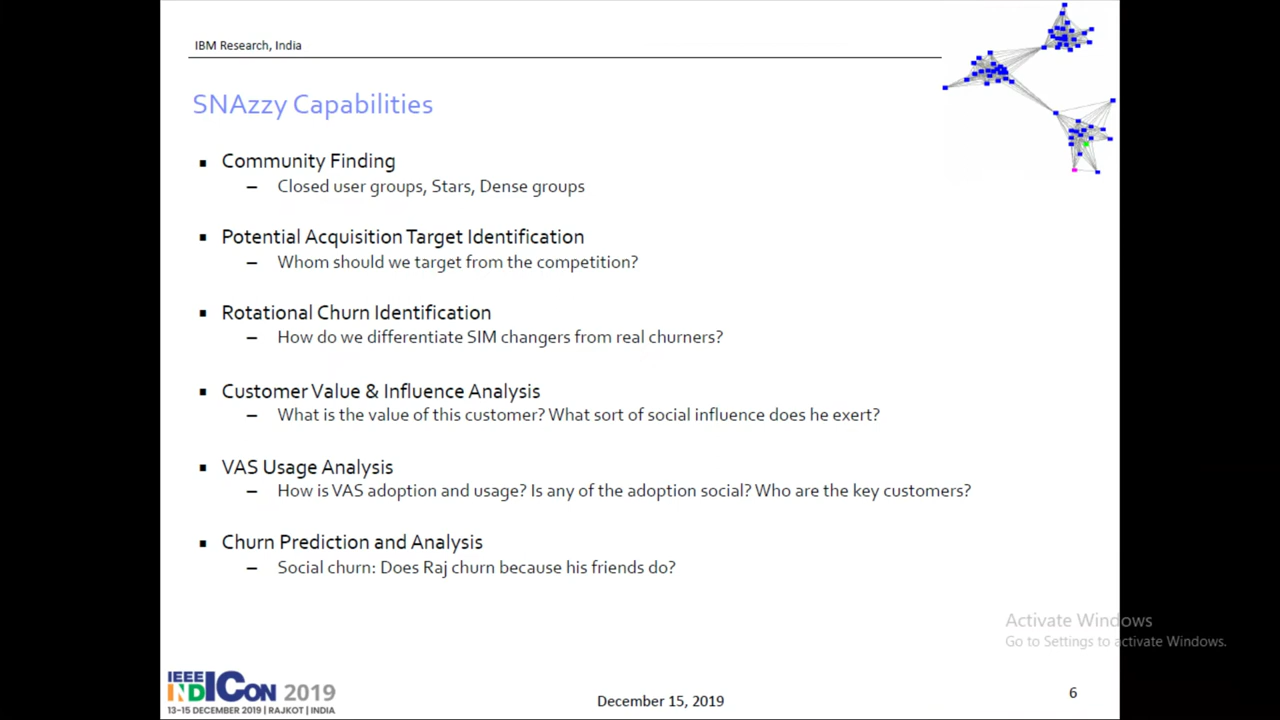 IBM Research, India
SNAzzy Capabilities
▪ Community Finding
– Closed user groups, Stars, Dense groups
▪ Potential Acquisition Target Identification
– Whom should we target from the competition?
▪ Rotational Churn Identification
– How do we differentiate SIM changers from real churners?
▪ Customer Value & Influence Analysis
– What is the value of this customer? What sort of social influence does he exert?
▪ VAS Usage Analysis
– How is VAS adoption and usage? Is any of the adoption social? Who are the key customers?
▪ Churn Prediction and Analysis
– Social churn: Does Raj churn because his friends do?
Activate Windows
Go to Settings to activate Windows.
IEEE
INDICON 2019
13-15 DECEMBER 2019 | RAJKOT | INDIA
December 15, 2019
6